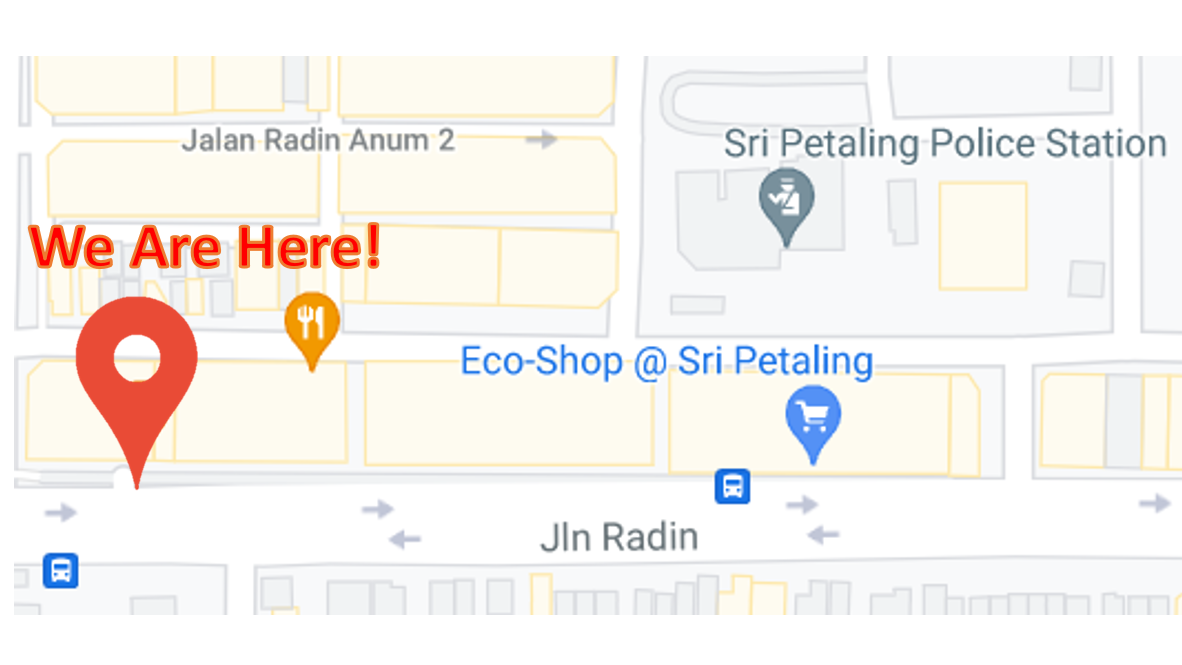 Jalan Radin Anum 2
Sri Petaling Police Station
We Are Here!
Eco-Shop @ Sri Petaling
Jln Radin